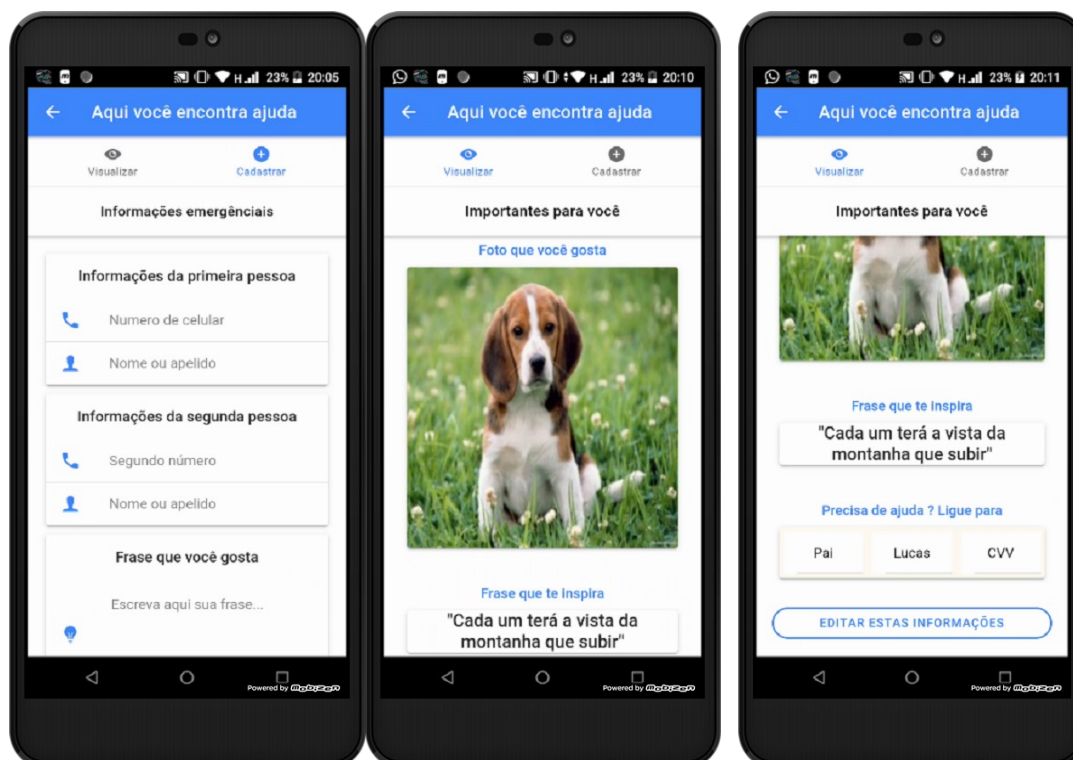 H 23% 20:05
Aqui você encontra ajuda
Visualizar Cadastrar
Informações emergênciais
Informações da primeira pessoa
Numero de celular
Nome ou apelido
Informações da segunda pessoa
Segundo número
Nome ou apelido
Frase que você gosta
Escreva aqui sua frase...
Powered by Mobizen
H 23% 20:10
Aqui você encontra ajuda
Visualizar Cadastrar
Importantes para você
Foto que você gosta
Frase que te inspira
"Cada um terá a vista da
montanha que subir"
Powered by Mobizen
H 23% 20:11
Aqui você encontra ajuda
Visualizar Cadastrar
Importantes para você
Frase que te inspira
"Cada um terá a vista da
montanha que subir"
Precisa de ajuda ? Ligue para
Pai Lucas CVV
EDITAR ESTAS INFORMAÇÕES
Powered by Mobizen